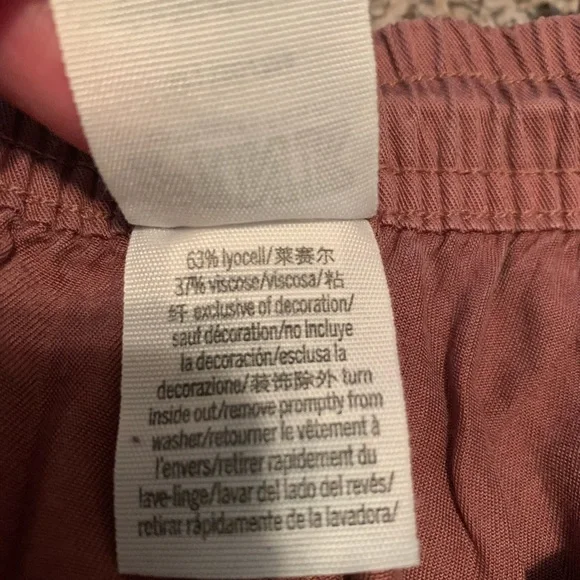 63% lyocell/莱赛尔
37% viscose/viscosa/粘
纤 exclusive of decoration/
sauf décoration/no incluye
la decoración/esclusa la
decorazione/装饰除外 turn
inside out/remove promptly from
washer/retourner le vêtement à
l'envers/retirer rapidement du
lave-linge/lavar del lado del revés/
retirar rápidamente de la lavadora/